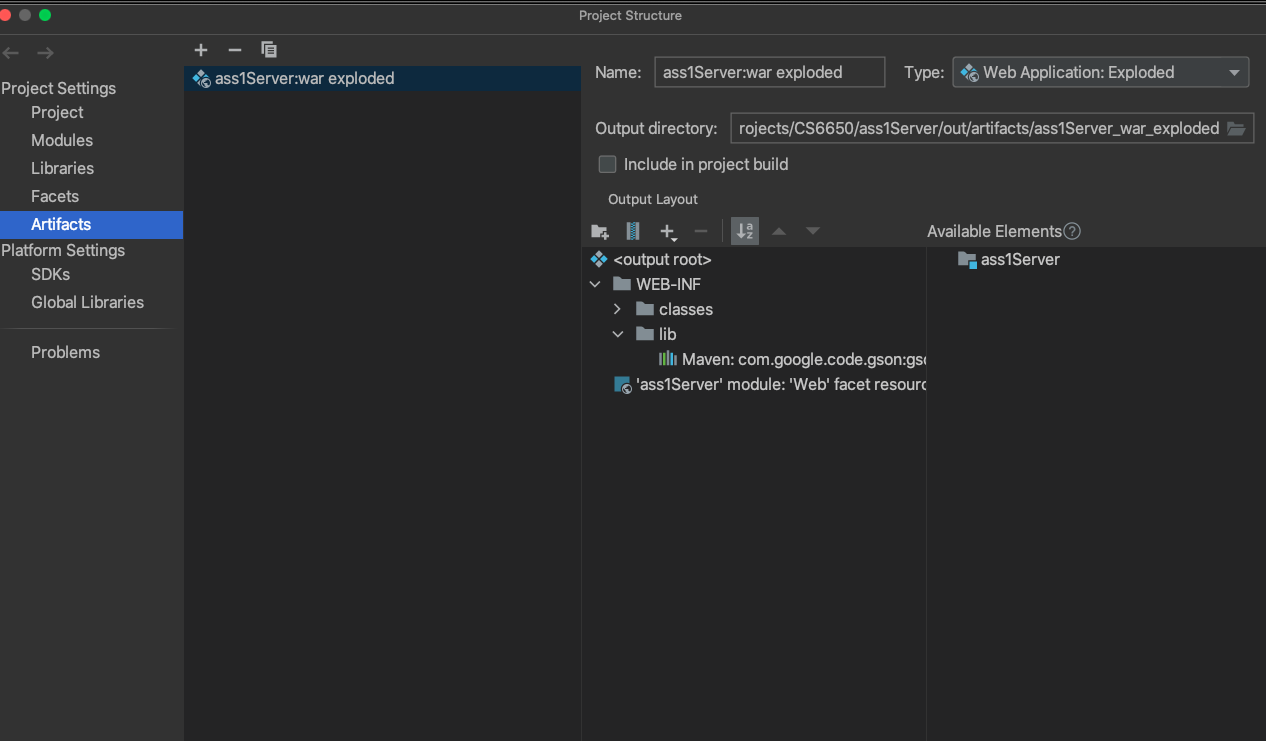 Project Structure
Project Settings
Project
Modules
Libraries
Facets
Artifacts
Platform Settings
SDKs
Global Libraries
Problems
ass1Server:war exploded
Name: ass1Server:war exploded Type: Web Application: Exploded
Output directory: rojects/CS6650/ass1Server/out/artifacts/ass1Server_war_exploded
Include in project build
Output Layout
Available Elements ?
<output root>
WEB-INF
classes
lib
Maven: com.google.code.gson:gso
'ass1Server' module: 'Web' facet resourc
ass1Server